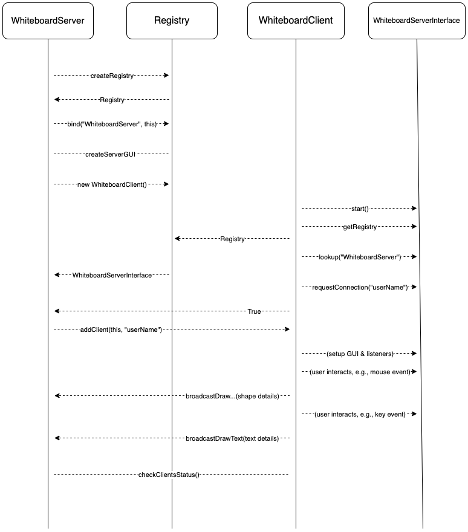 WhiteboardServer
Registry
WhiteboardClient
WhiteboardServerInterface
createRegistry
Registry
bind("WhiteboardServer", this)
createServerGUI
new WhiteboardClient()
start()
getRegistry
Registry
lookup("WhiteboardServer")
WhiteboardServerInterface
requestConnection("userName")
True
addClient(this, "userName")
(setup GUI & listeners)
(user interacts, e.g., mouse event)
broadcastDraw...(shape details)
(user interacts, e.g., key event)
broadcastDrawText(text details)
checkClientsStatus()